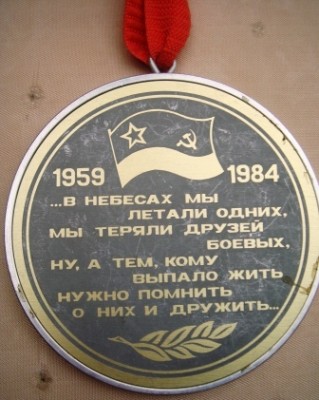 1959 1984
...В НЕБЕСАХ МЫ
ЛЕТАЛИ ОДНИХ,
МЫ ТЕРЯЛИ ДРУЗЕЙ
БОЕВЫХ,
НУ, А ТЕМ, КОМУ
ВЫПАЛО ЖИТЬ
НУЖНО ПОМНИТЬ
О НИХ И ДРУЖИТЬ...